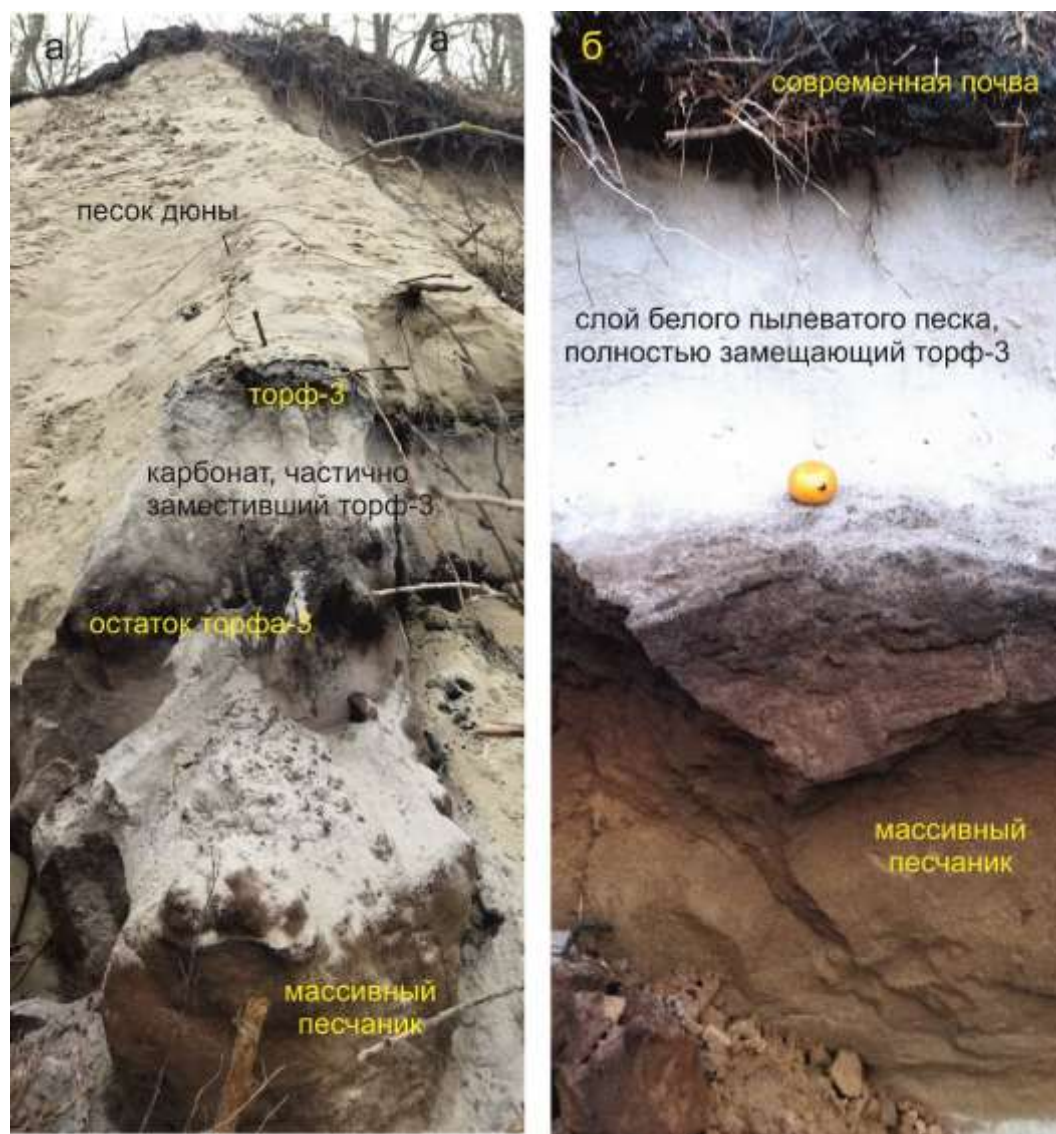 а
а
песок дюны
торф-3
карбонат, частично
заместивший торф-3
остаток торфа-3
массивный
песчаник
б
современная почва
слой белого пылеватого песка,
полностью замещающий торф-3
массивный
песчаник